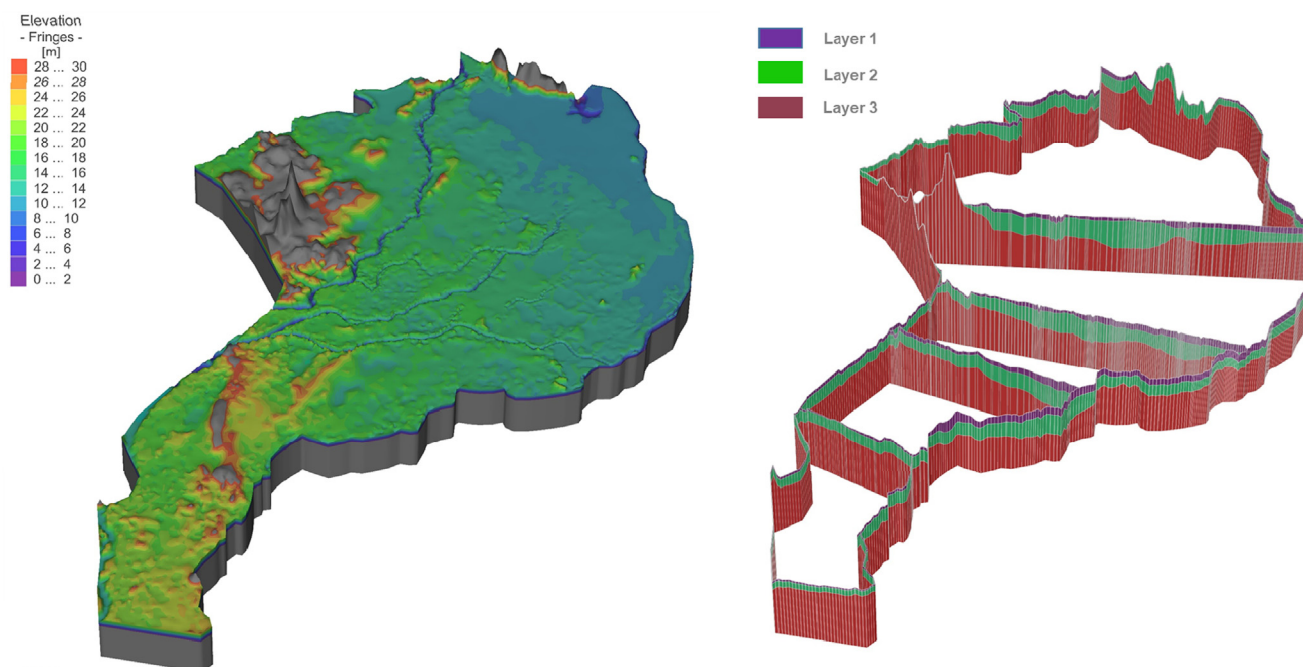 Elevation
- Fringes -
[m]
28 ... 30
26 ... 28
24 ... 26
22 ... 24
20 ... 22
18 ... 20
16 ... 18
14 ... 16
12 ... 14
10 ... 12
8 ... 10
6 ... 8
4 ... 6
2 ... 4
0 ... 2
Layer 1
Layer 2
Layer 3